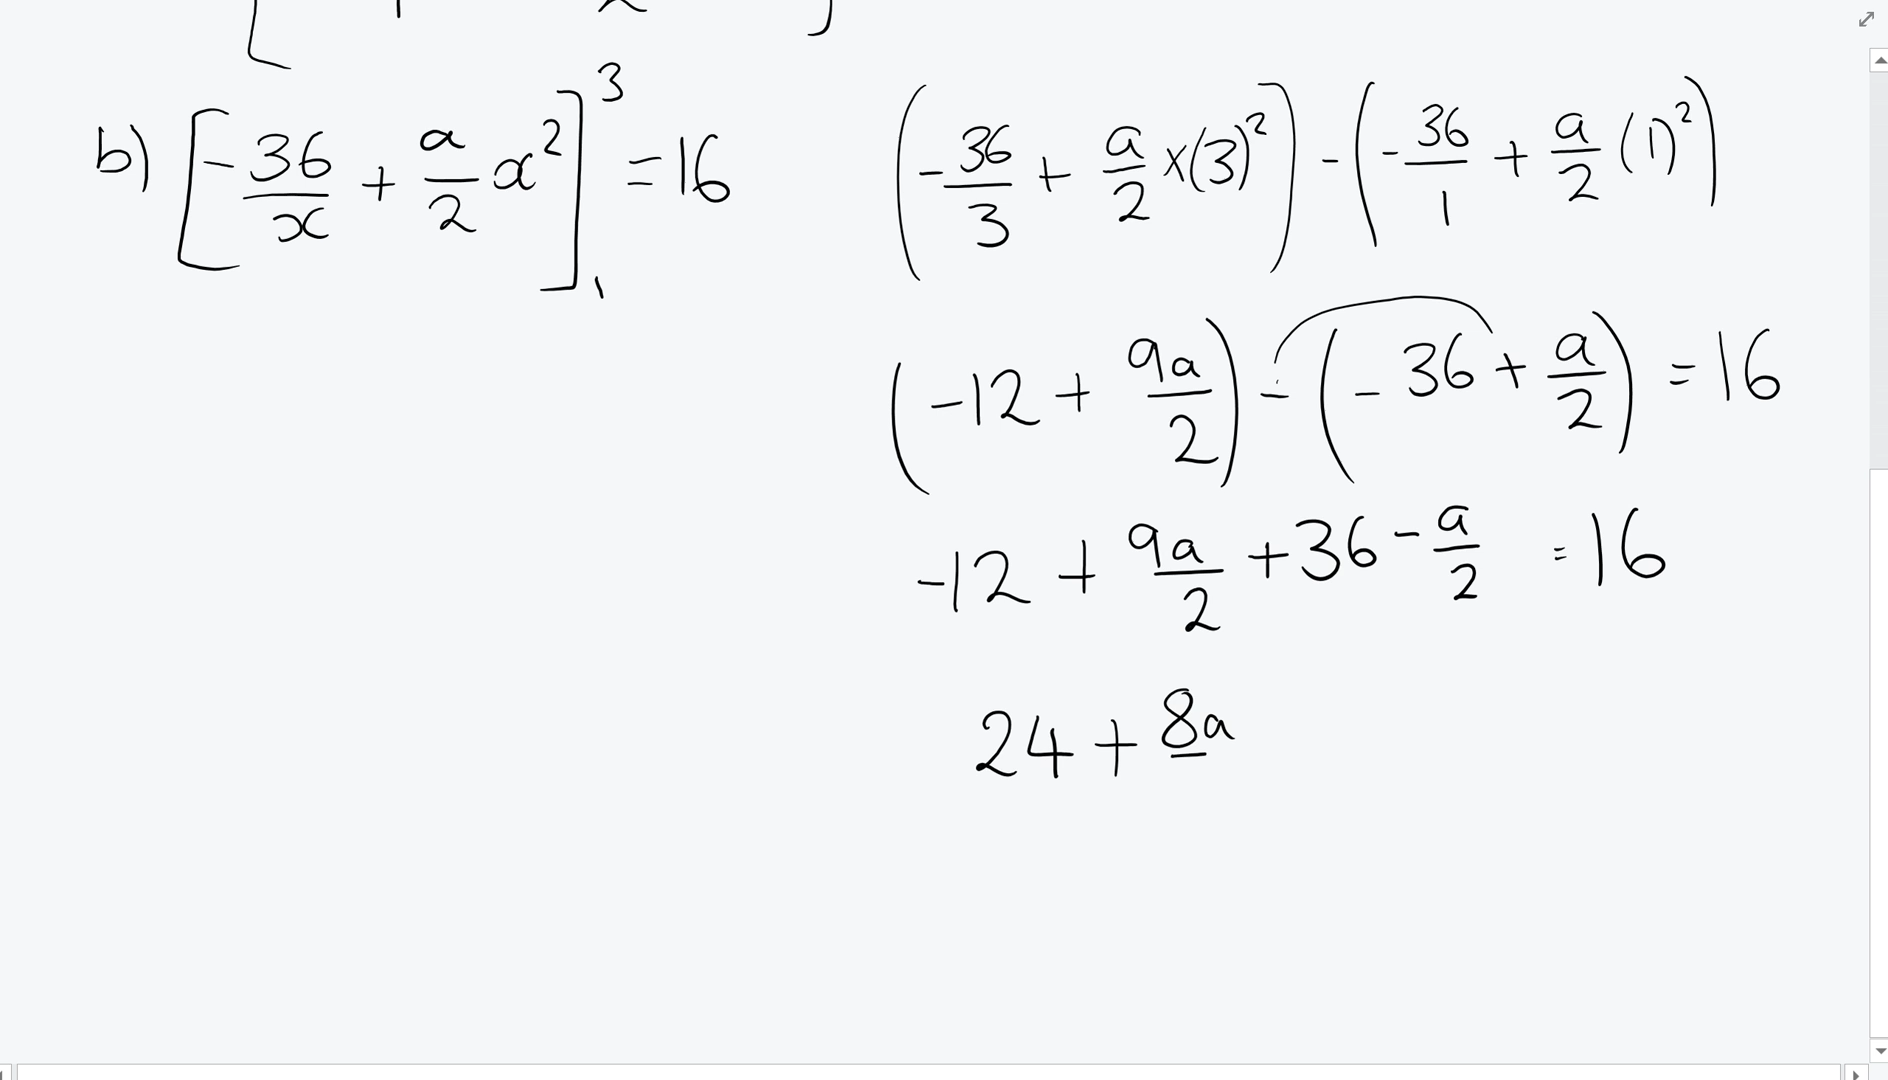 b) [-36/x + a/2 x²]₁³ = 16
(-36/3 + a/2 ×(3)²) - (-36/1 + a/2 (1)²)
(-12 + 9a/2) - (-36 + a/2) = 16
-12 + 9a/2 + 36 - a/2 = 16
24 + 8a